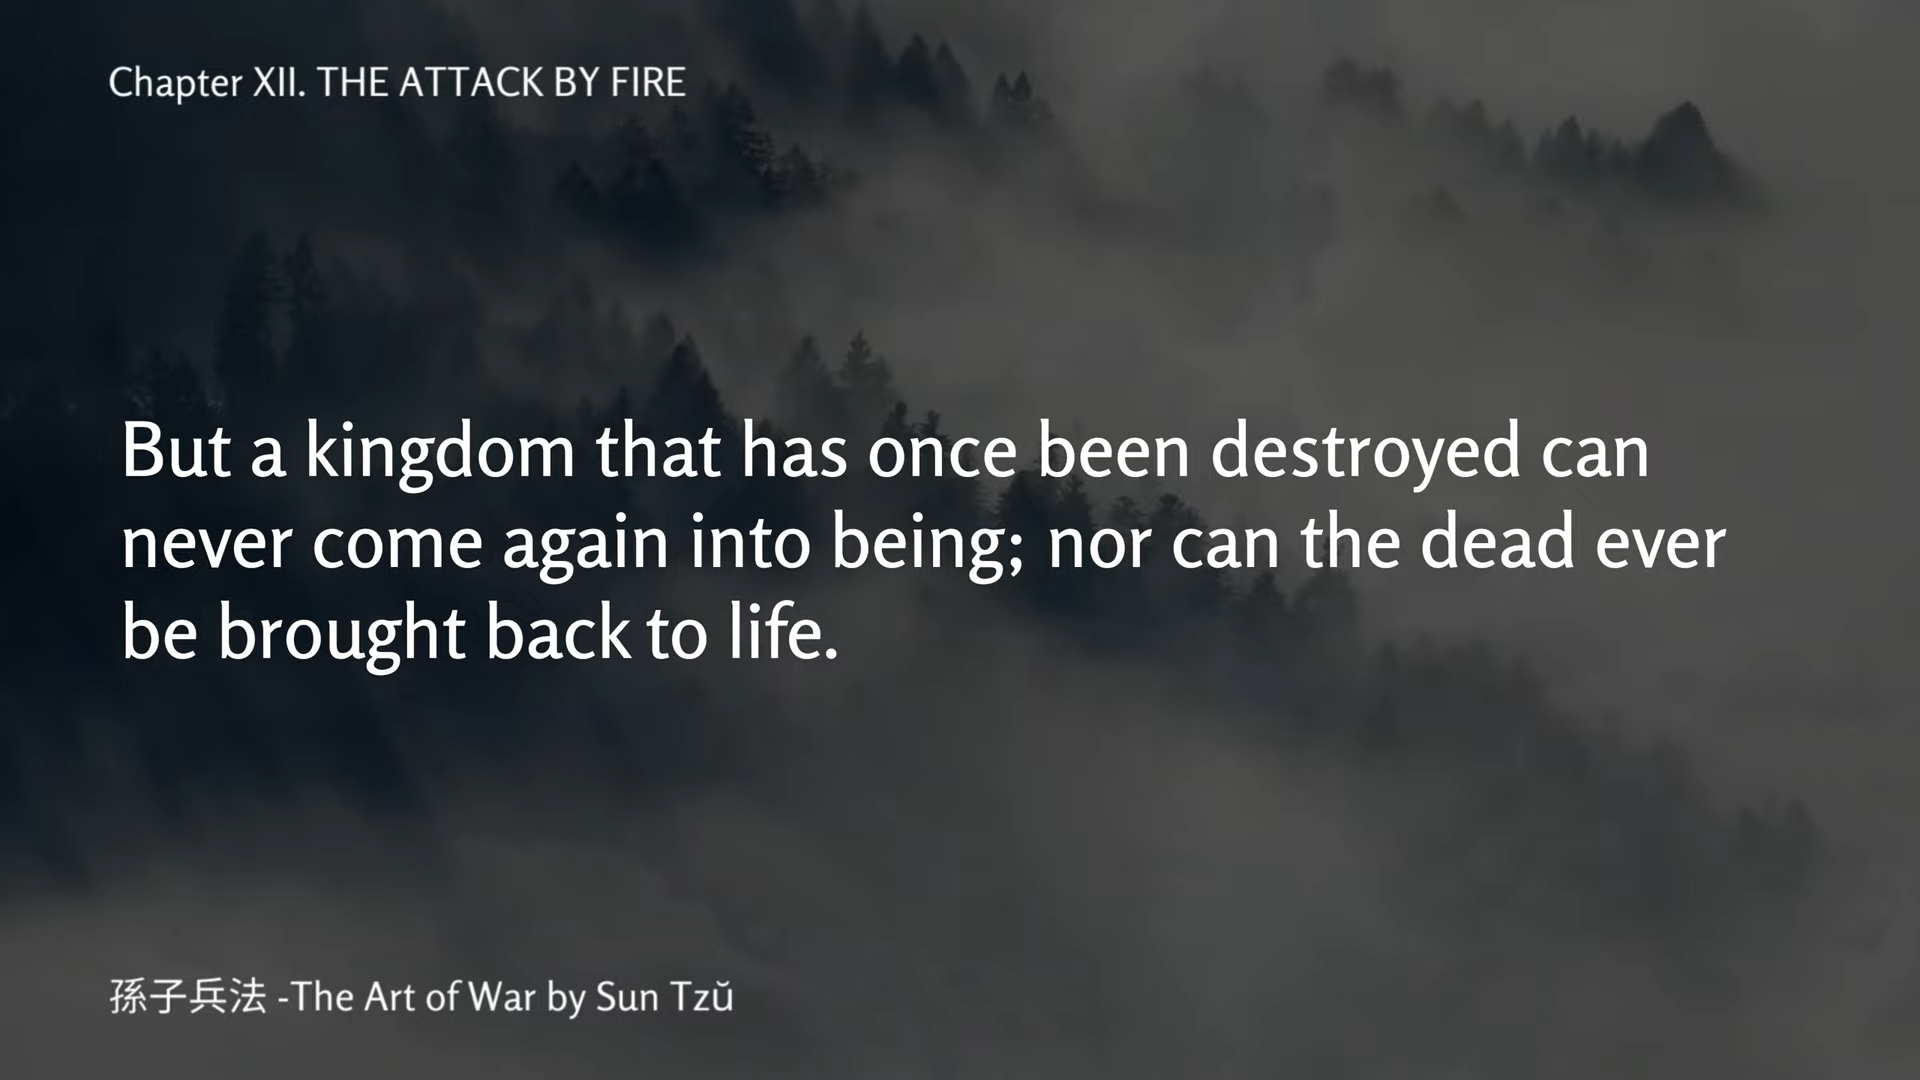 Chapter XII. THE ATTACK BY FIRE
But a kingdom that has once been destroyed can
never come again into being; nor can the dead ever
be brought back to life.
孫子兵法 -The Art of War by Sun Tzŭ